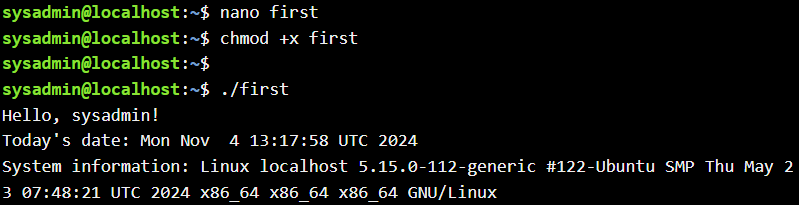 sysadmin@localhost:~$ nano first
sysadmin@localhost:~$ chmod +x first
sysadmin@localhost:~$
sysadmin@localhost:~$ ./first
Hello, sysadmin!
Today's date: Mon Nov  4 13:17:58 UTC 2024
System information: Linux localhost 5.15.0-112-generic #122-Ubuntu SMP Thu May 2
3 07:48:21 UTC 2024 x86_64 x86_64 x86_64 GNU/Linux